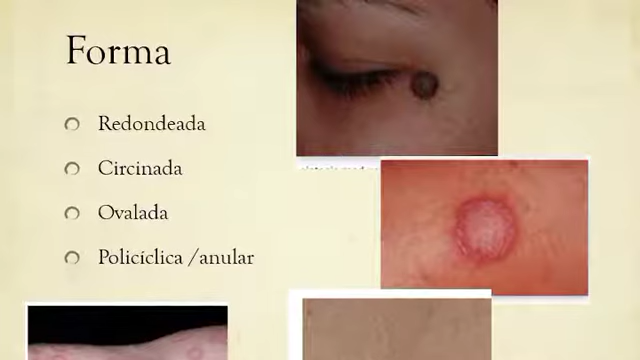 Forma
Redondeada
Circinada
Ovalada
Policíclica /anular